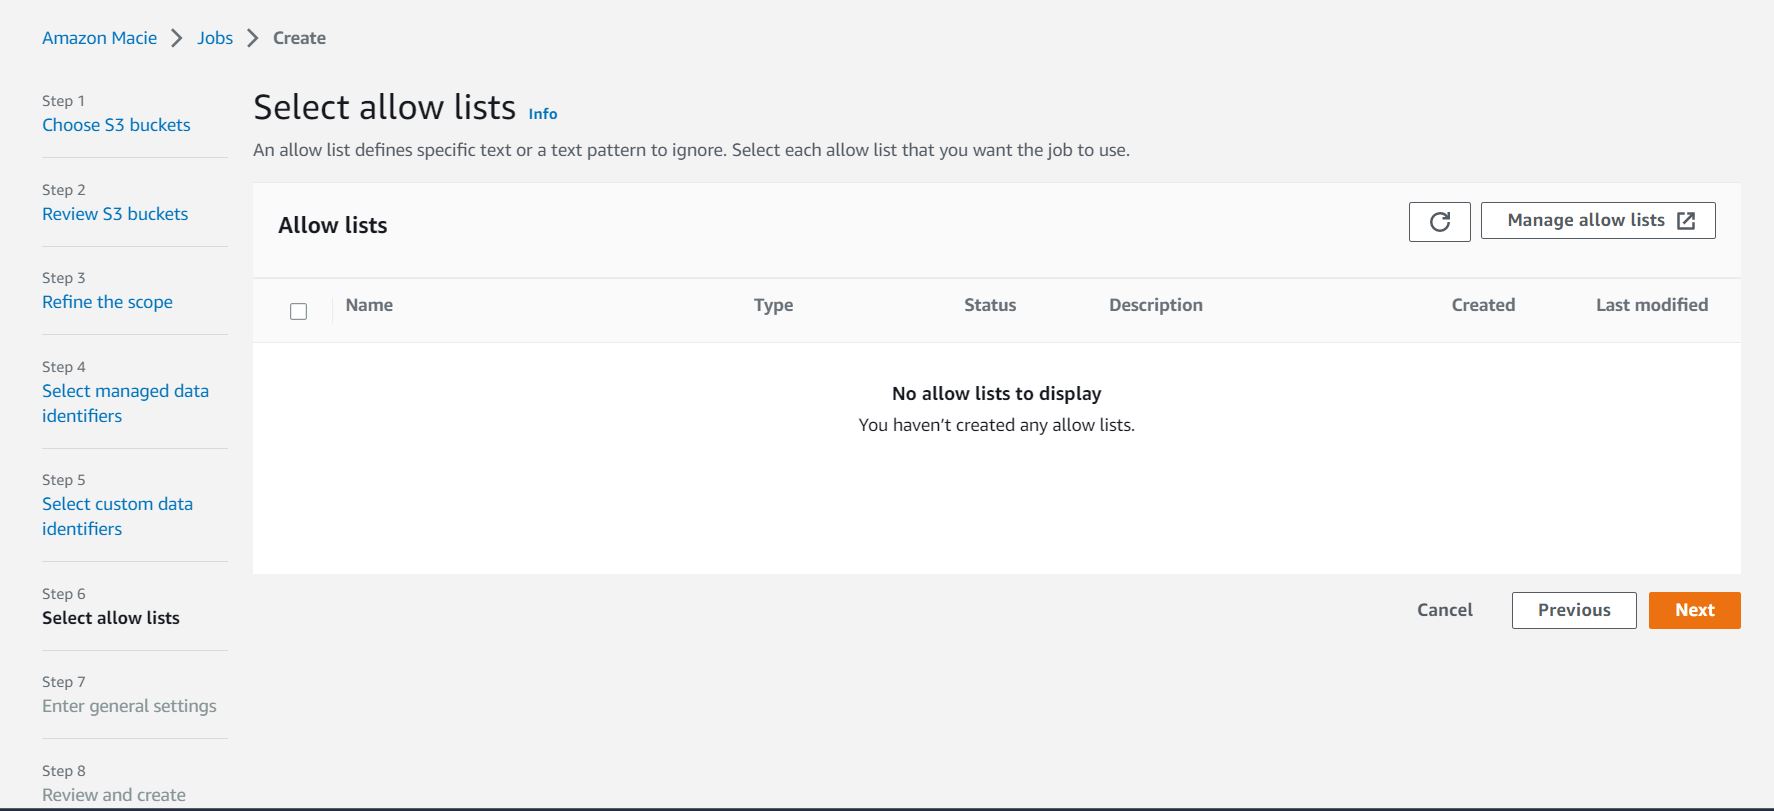 Amazon Macie > Jobs > Create
Step 1
Choose S3 buckets
Step 2
Review S3 buckets
Step 3
Refine the scope
Step 4
Select managed data
identifiers
Step 5
Select custom data
identifiers
Step 6
Select allow lists
Step 7
Enter general settings
Step 8
Review and create
Select allow lists Info
An allow list defines specific text or a text pattern to ignore. Select each allow list that you want the job to use.
Allow lists
Manage allow lists
Name Type Status Description Created Last modified
No allow lists to display
You haven’t created any allow lists.
Cancel Previous Next